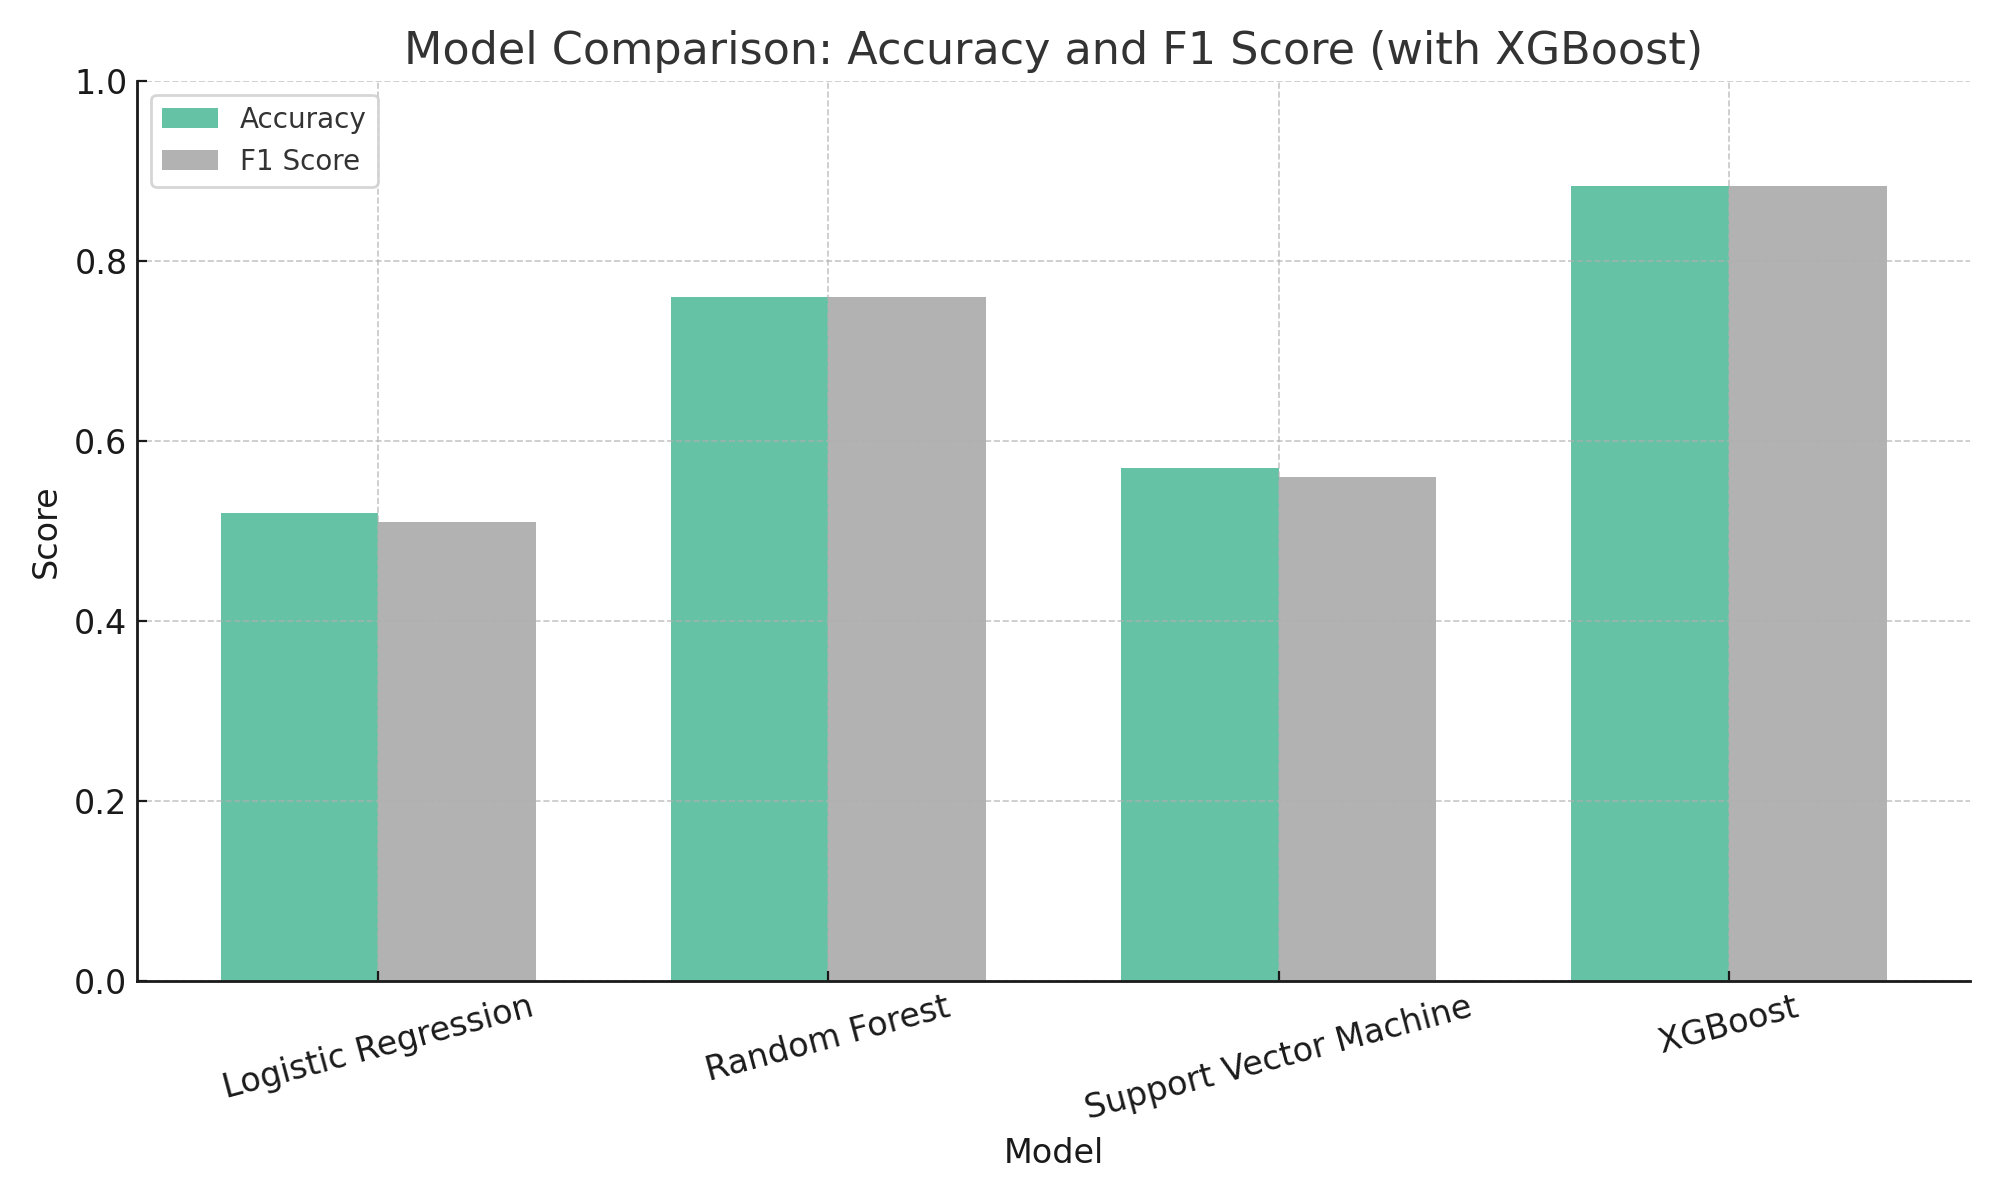 Model Comparison: Accuracy and F1 Score (with XGBoost)
1.0
Accuracy
F1 Score
0.8
0.6
Score
0.4
0.2
0.0
Logistic Regression
Random Forest
Support Vector Machine
XGBoost
Model